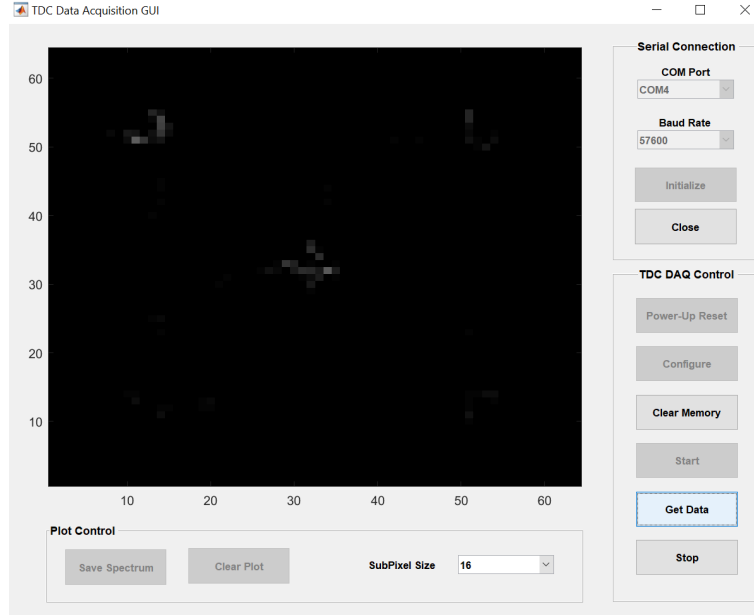 TDC Data Acquisition GUI
60
50
40
30
20
10
10 20 30 40 50 60
Serial Connection
COM Port
COM4
Baud Rate
57600
Initialize
Close
TDC DAQ Control
Power-Up Reset
Configure
Clear Memory
Start
Get Data
Stop
Plot Control
Save Spectrum Clear Plot SubPixel Size 16